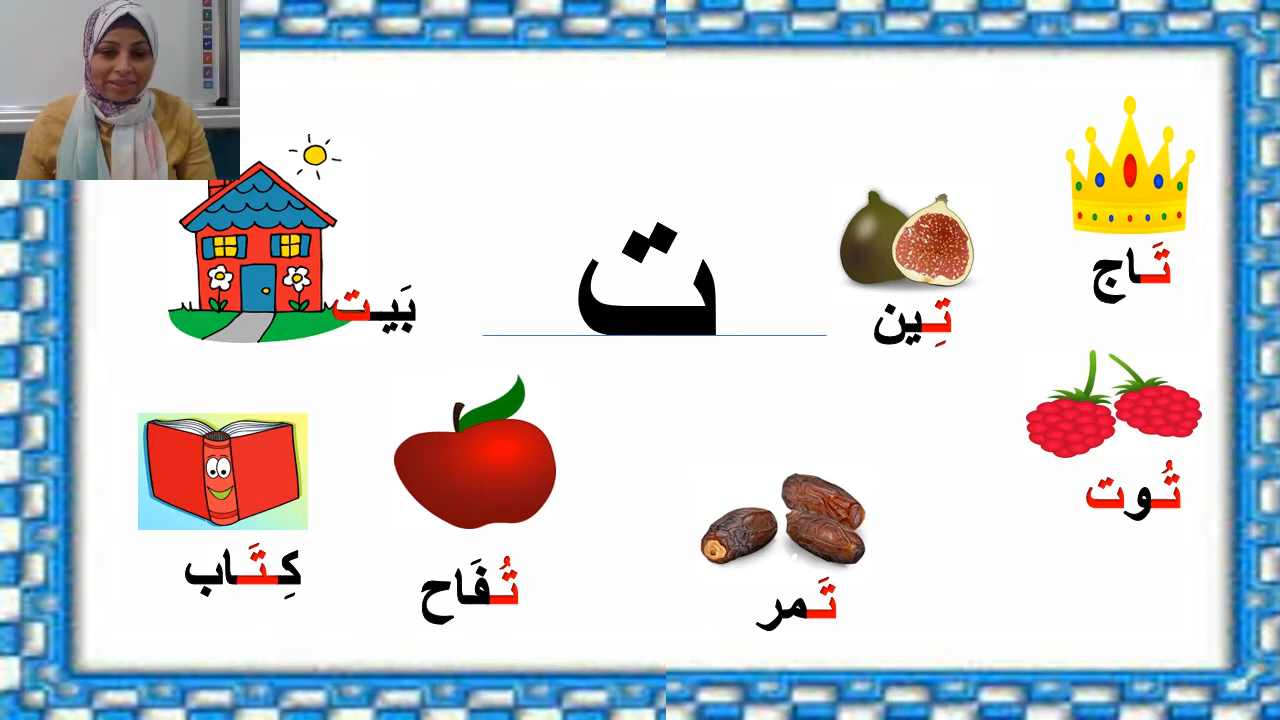 ت
تَاج
تِين
بَيت
تُوت
تَمر
تُفَاح
كِتَاب